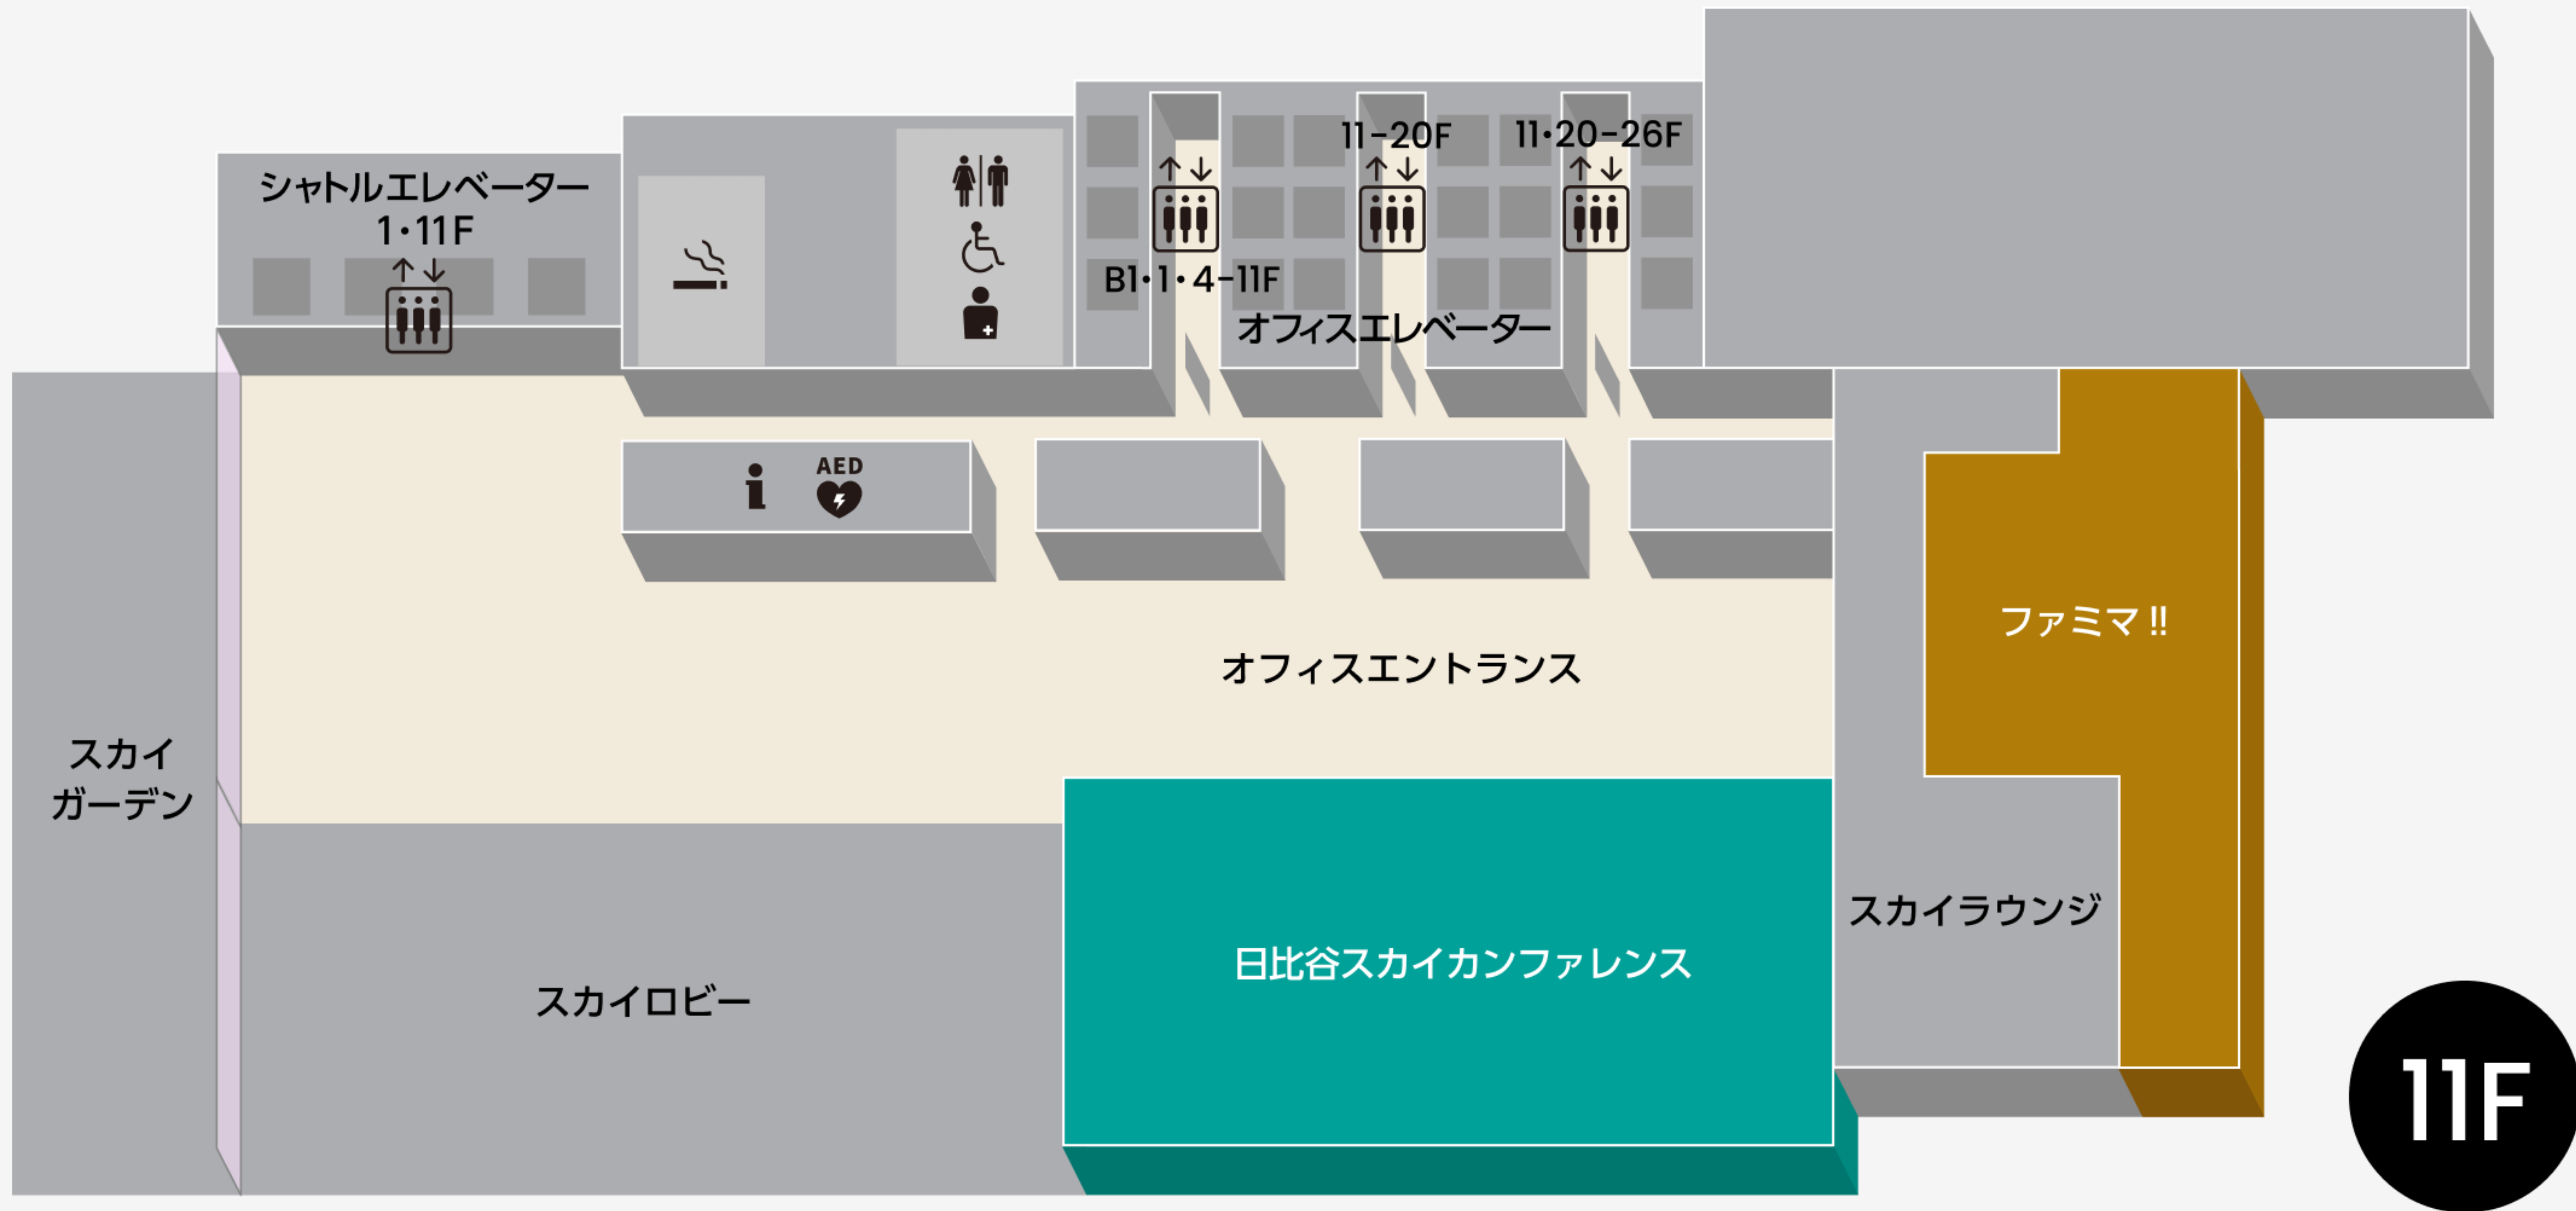 シャトルエレベーター
1・11F
B1・1・4-11F
11-20F
11・20-26F
オフィスエレベーター
AED
オフィスエントランス
ファミマ!!
スカイ
ガーデン
スカイロビー
日比谷スカイカンファレンス
スカイラウンジ
11F